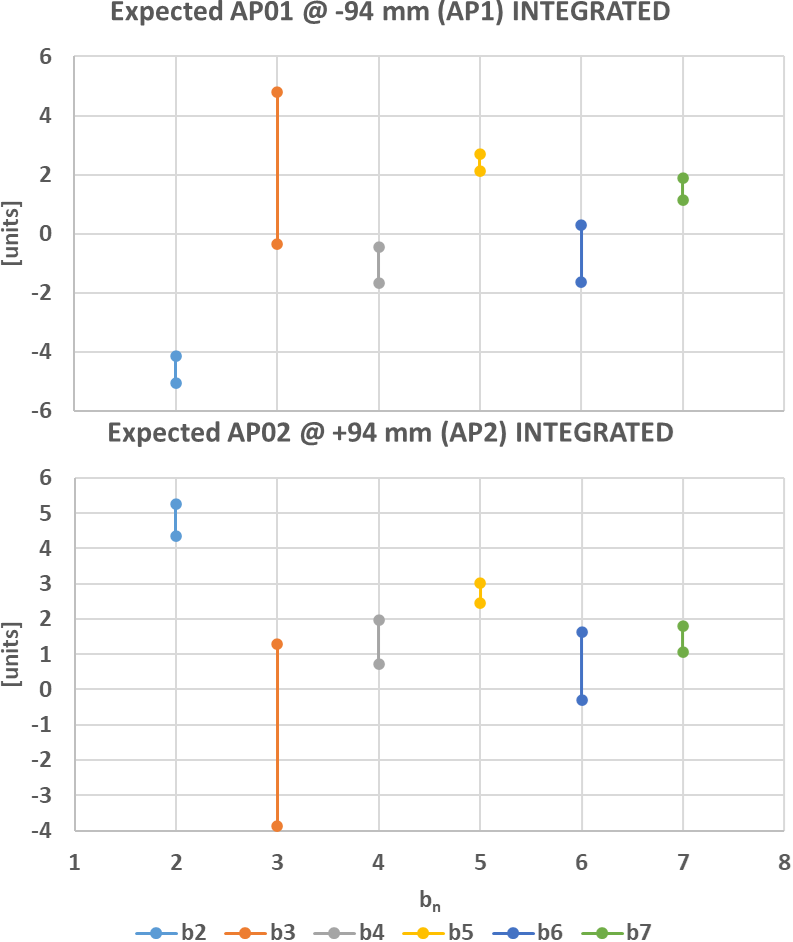 Expected AP01 @ -94 mm (AP1) INTEGRATED
6
4
2
0
-2
-4
-6
[units]
Expected AP02 @ +94 mm (AP2) INTEGRATED
6
5
4
3
2
1
0
-1
-2
-3
-4
[units]
1 2 3 4 5 6 7 8
bn
b2 b3 b4 b5 b6 b7